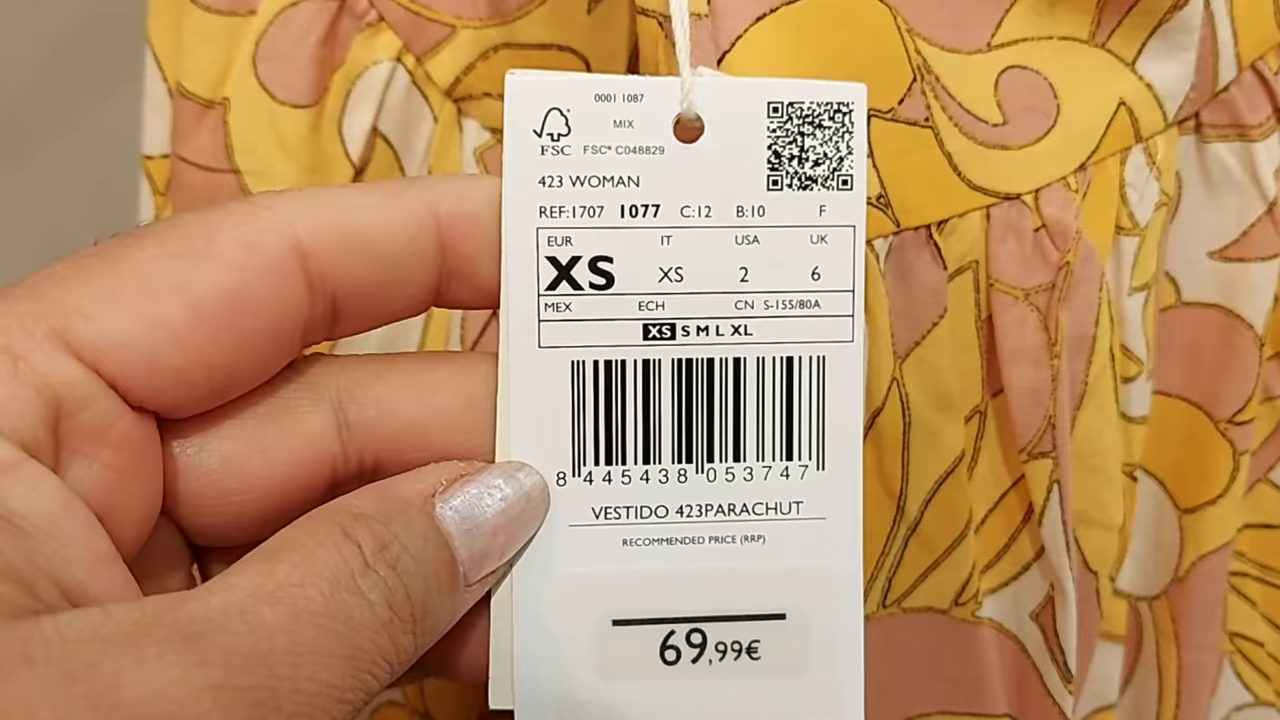 0001 1087
MIX
FSC FSC® C048829
423 WOMAN
REF:1707 1077 C:12 B:10 F
EUR IT USA UK
XS XS 2 6
MEX ECH CN S-155/80A
XS S M L XL
8 445438 053747
VESTIDO 423PARACHUT
RECOMMENDED PRICE (RRP)
69,99€